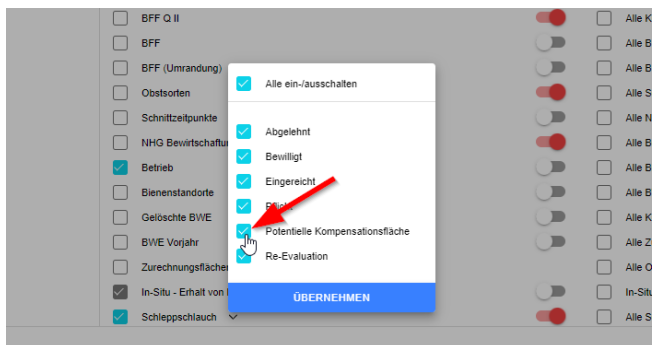 BFF Q II
Alle K
BFF
Alle B
BFF (Umrandung)
Alle B
Obstsorten
Alle S
Schnittzeitpunkte
Alle N
NHG Bewirtschaftu
Alle B
Betrieb
Alle B
Bienenstandorte
Alle B
Gelöschte BWE
Alle K
BWE Vorjahr
Alle Z
Zurechnungsflächen
Alle O
In-Situ - Erhalt von
In-Situ
Schleppschlauch
Alle S
Alle ein-/ausschalten
Abgelehnt
Bewilligt
Eingereicht
Potentielle Kompensationsfläche
Re-Evaluation
ÜBERNEHMEN